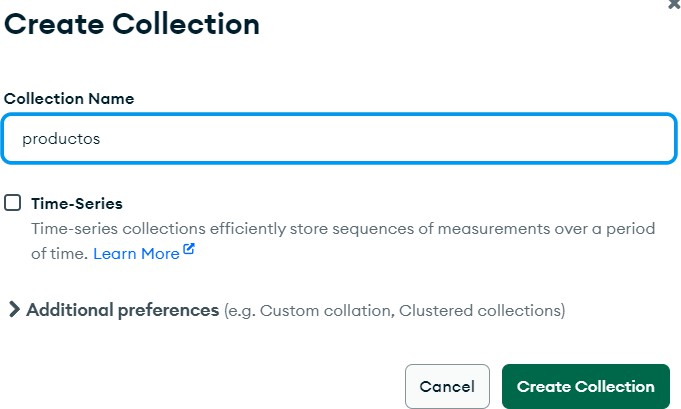 Create Collection
Collection Name
productos
Time-Series
Time-series collections efficiently store sequences of measurements over a period
of time. Learn More
Additional preferences (e.g. Custom collation, Clustered collections)
Cancel
Create Collection